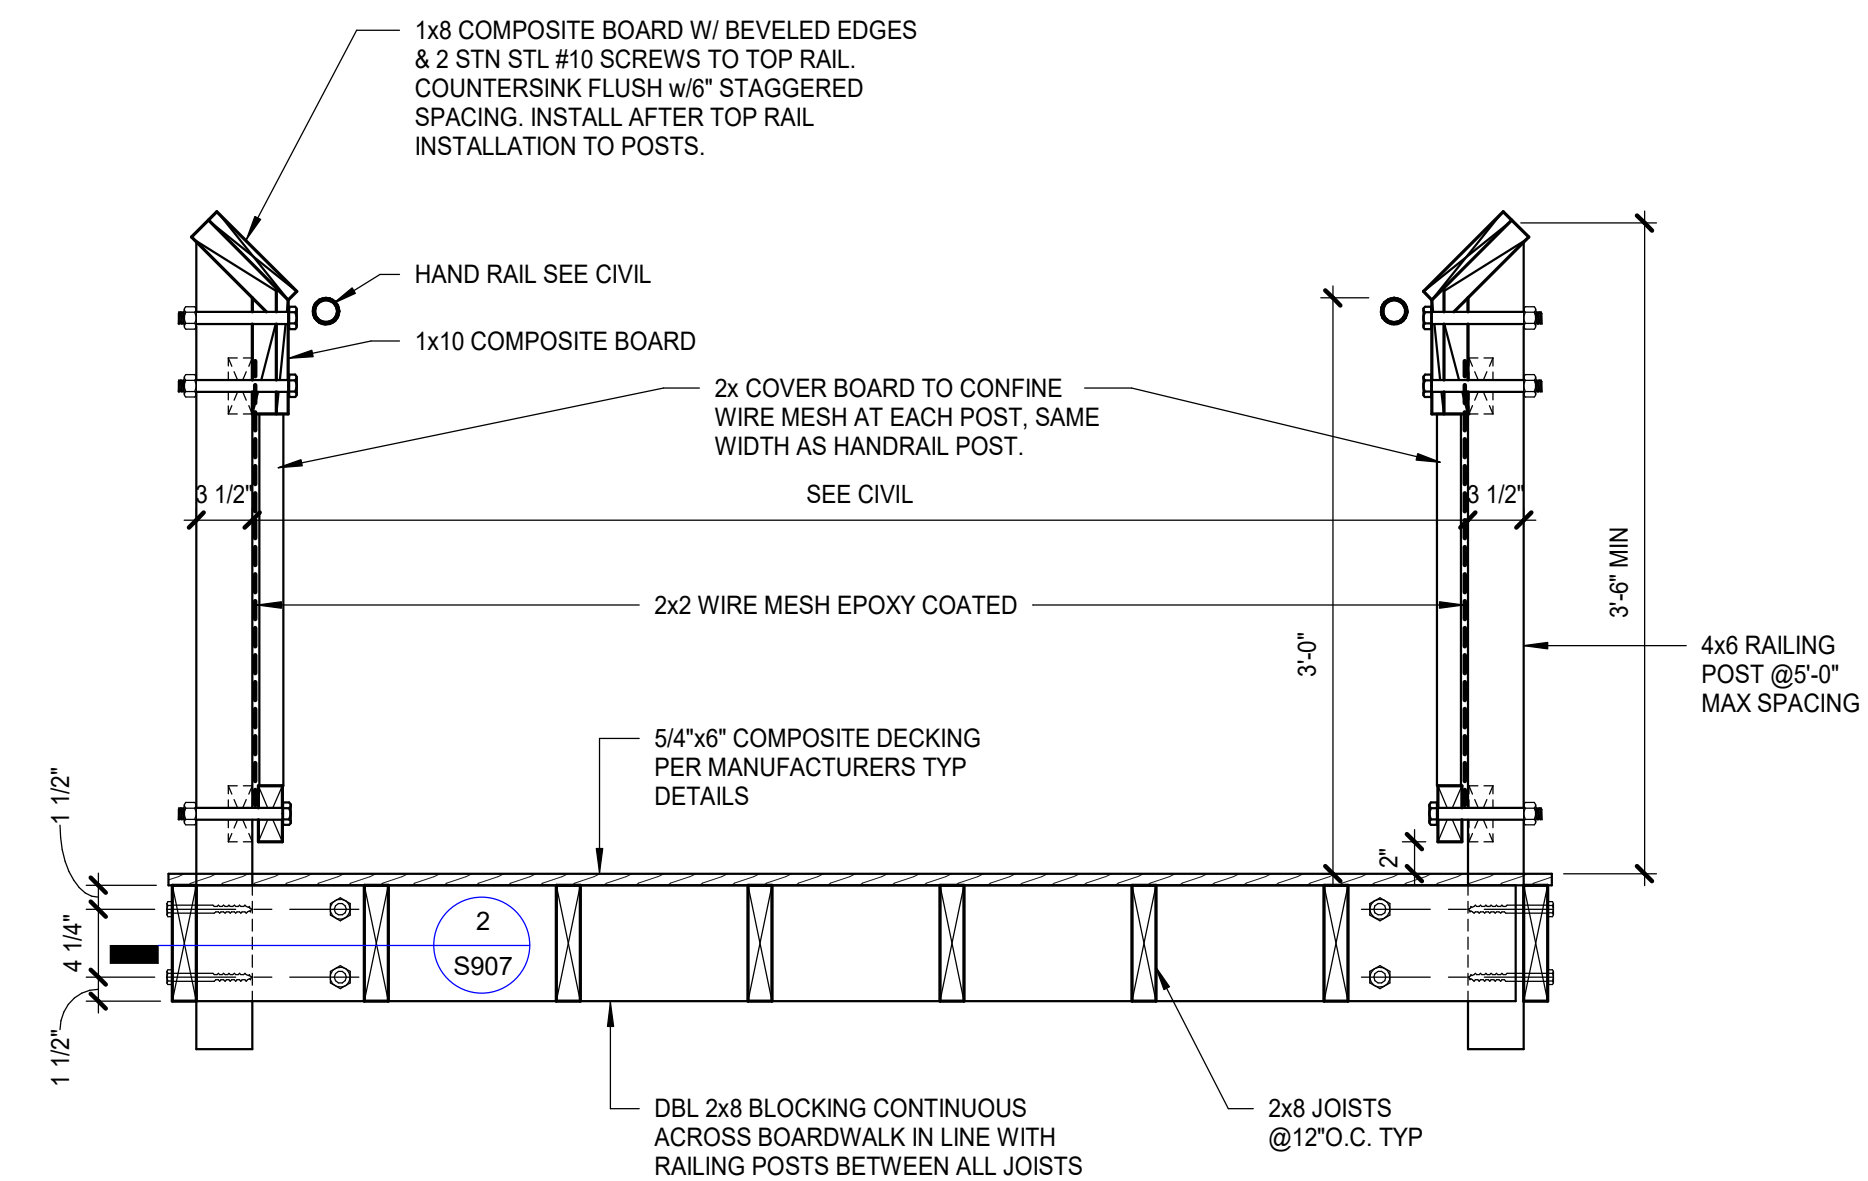 1x8 COMPOSITE BOARD W/ BEVELED EDGES
& 2 STN STL #10 SCREWS TO TOP RAIL.
COUNTERSINK FLUSH w/6" STAGGERED
SPACING. INSTALL AFTER TOP RAIL
INSTALLATION TO POSTS.
HAND RAIL SEE CIVIL
1x10 COMPOSITE BOARD
2x COVER BOARD TO CONFINE
WIRE MESH AT EACH POST, SAME
WIDTH AS HANDRAIL POST.
3 1/2"
SEE CIVIL
3 1/2"
3'-6" MIN
2x2 WIRE MESH EPOXY COATED
3'-0"
4x6 RAILING
POST @5'-0"
MAX SPACING
5/4"x6" COMPOSITE DECKING
PER MANUFACTURERS TYP
DETAILS
1 1/2"
2"
4 1/4"
2
S907
1 1/2"
DBL 2x8 BLOCKING CONTINUOUS
ACROSS BOARDWALK IN LINE WITH
RAILING POSTS BETWEEN ALL JOISTS
2x8 JOISTS
@12"O.C. TYP